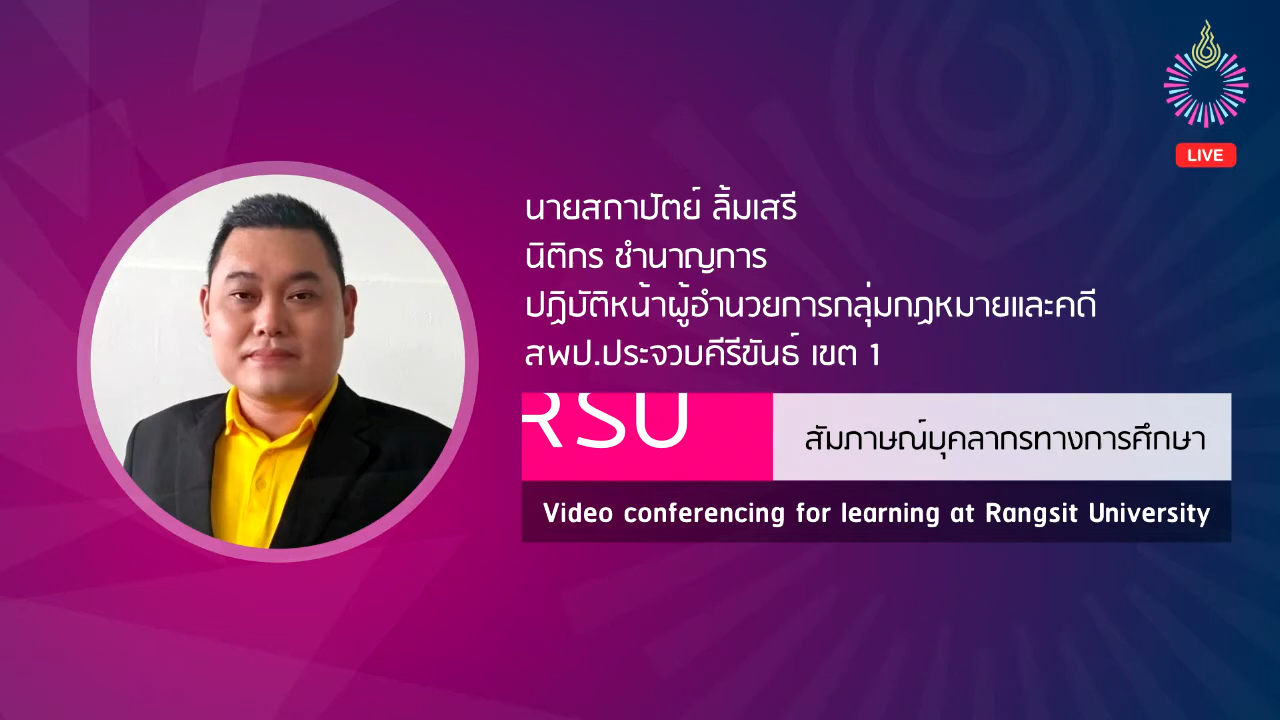 LIVE
นายสถาปัตย์ ลิ้มเสรี
นิติกร ชำนาญการ
ปฏิบัติหน้าผู้อำนวยการกลุ่มกฎหมายและคดี
สพป.ประจวบคีรีขันธ์ เขต 1
RSU
สัมภาษณ์บุคลากรทางการศึกษา
Video conferencing for learning at Rangsit University